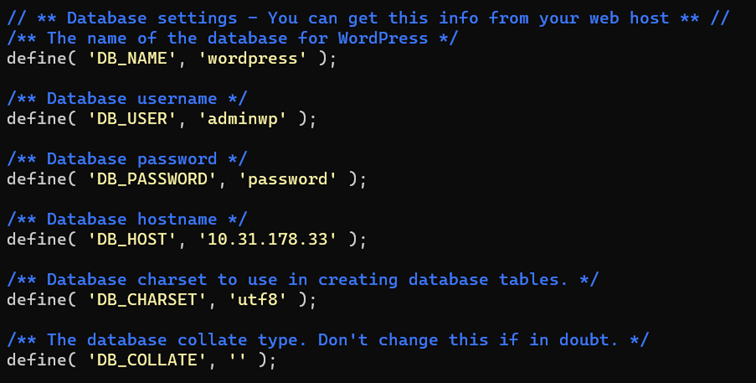 // ** Database settings - You can get this info from your web host ** //
/** The name of the database for WordPress */
define( 'DB_NAME', 'wordpress' );
/** Database username */
define( 'DB_USER', 'adminwp' );
/** Database password */
define( 'DB_PASSWORD', 'password' );
/** Database hostname */
define( 'DB_HOST', '10.31.178.33' );
/** Database charset to use in creating database tables. */
define( 'DB_CHARSET', 'utf8' );
/** The database collate type. Don't change this if in doubt. */
define( 'DB_COLLATE', '' );